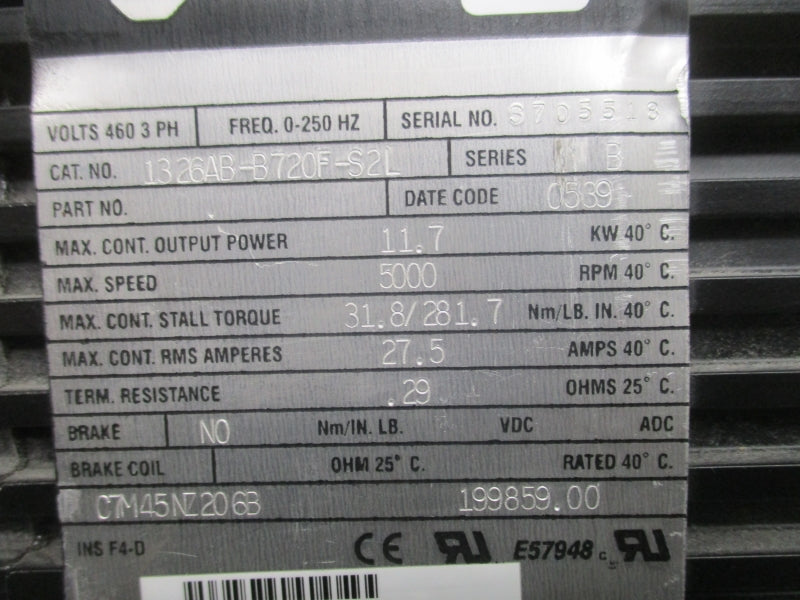 VOLTS 460 3 PH FREQ. 0-250 HZ SERIAL NO. S705518
CAT. NO. 1326AB-B720F-S2L SERIES B
PART NO. DATE CODE 0539
MAX. CONT. OUTPUT POWER 11.7 KW 40° C.
MAX. SPEED 5000 RPM 40° C.
MAX. CONT. STALL TORQUE 31.8/281.7 Nm/LB. IN. 40° C.
MAX. CONT. RMS AMPERES 27.5 AMPS 40° C.
TERM. RESISTANCE .29 OHMS 25° C.
BRAKE NO Nm/IN. LB. VDC ADC
BRAKE COIL OHM 25° C. RATED 40° C.
C7M45NZ206B 199859.00
INS F4-D CE RU E57948 c RU